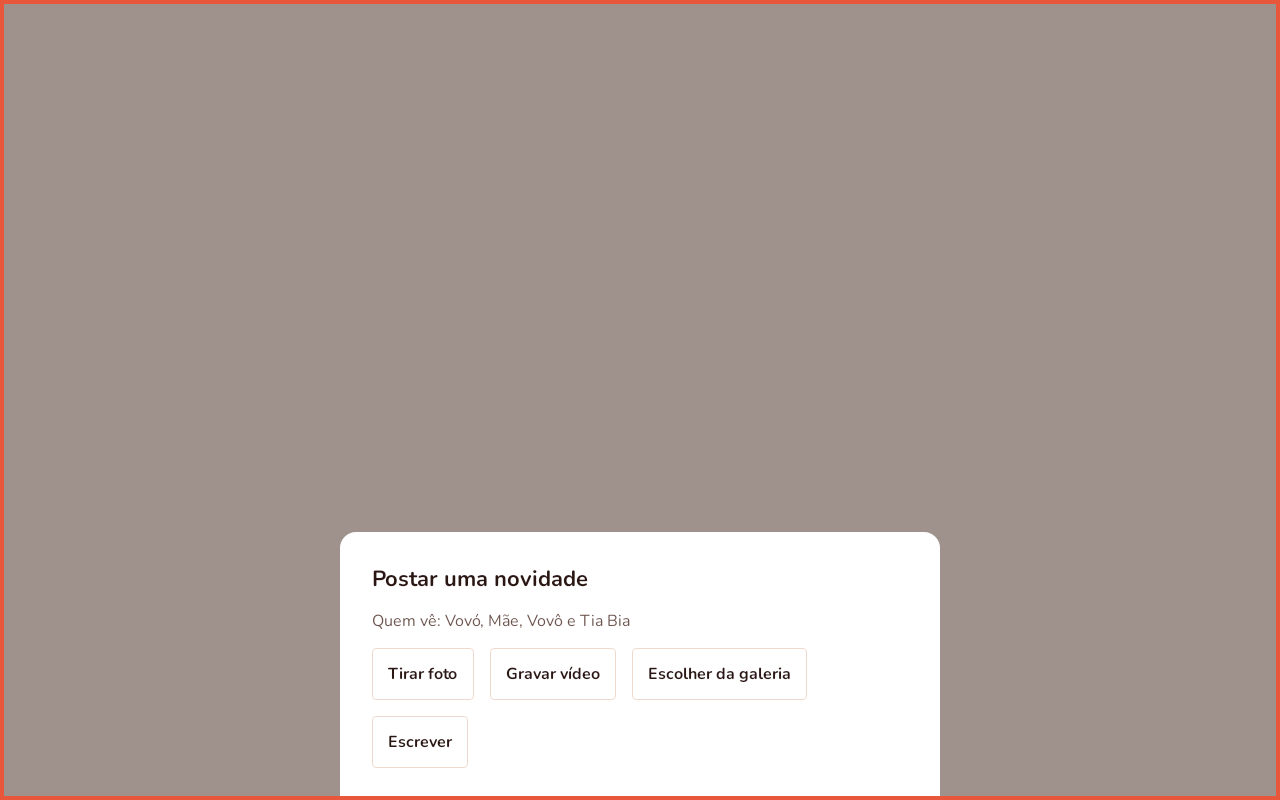 Postar uma novidade
Quem vê: Vovó, Mãe, Vovô e Tia Bia
Tirar foto
Gravar vídeo
Escolher da galeria
Escrever